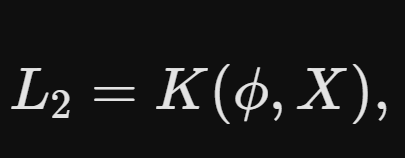 L₂ = K(ϕ, X),